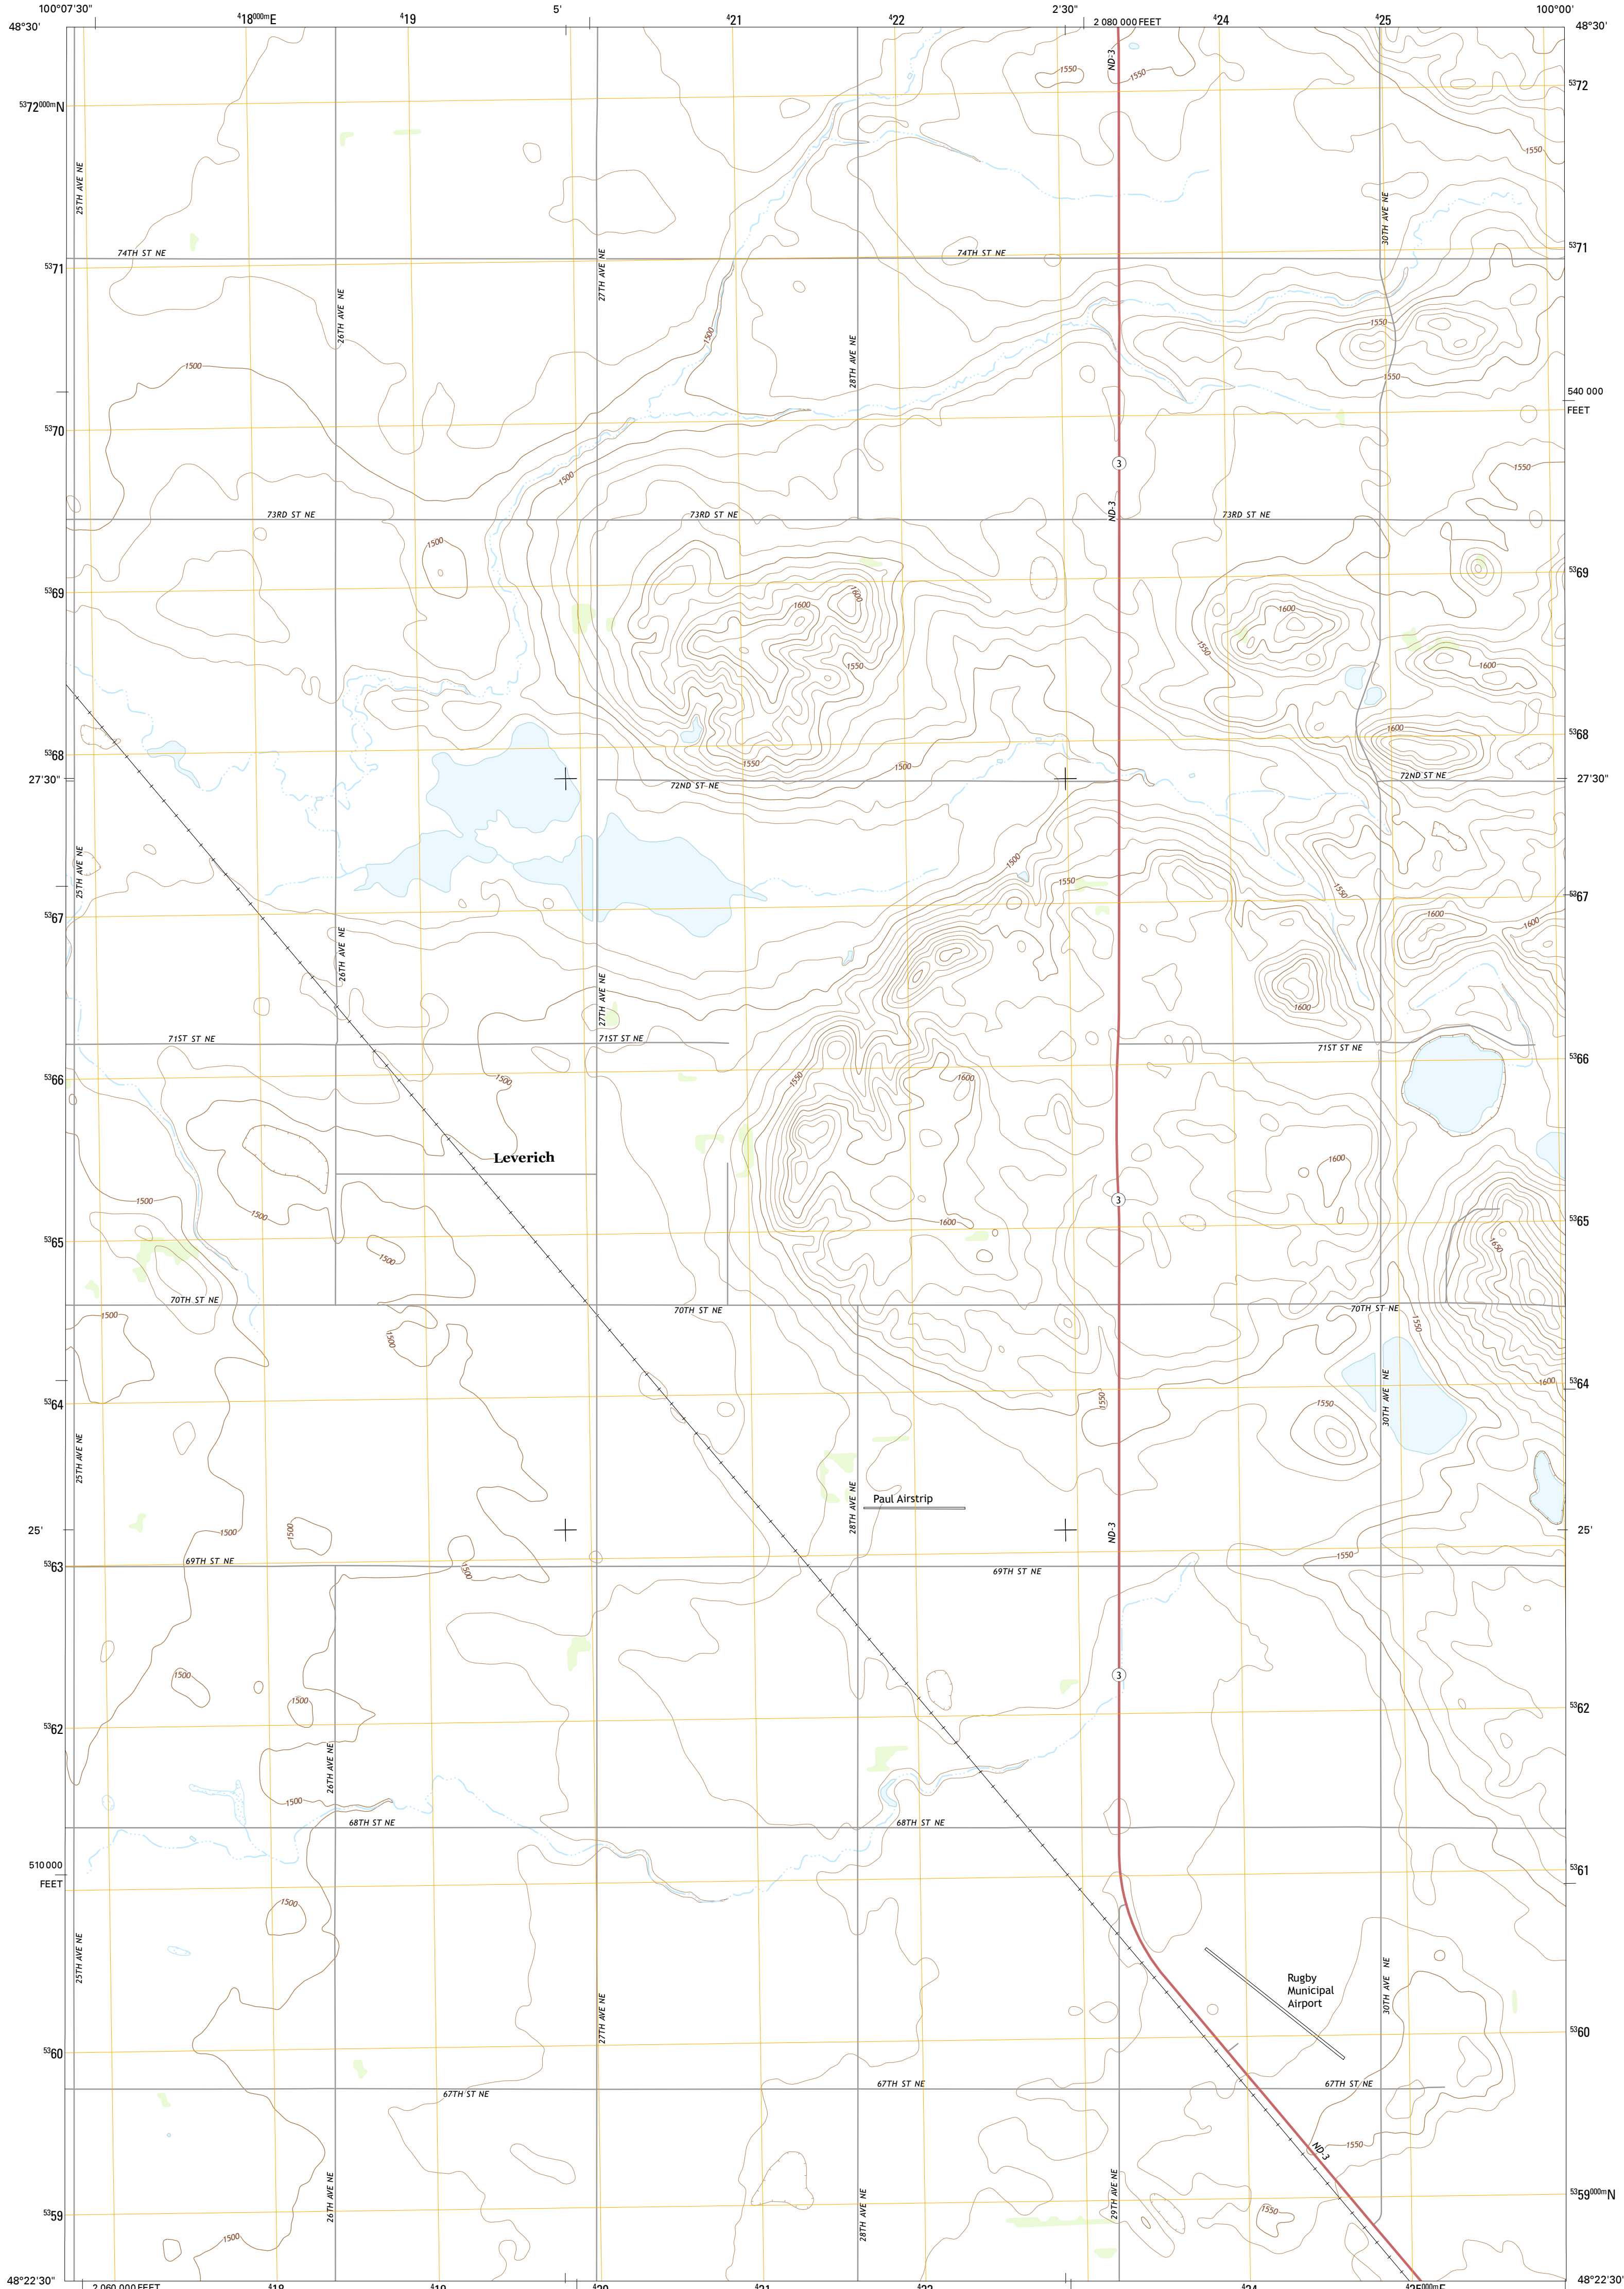 100°07'30"
⁴18⁰⁰⁰ᵐE
⁴19
5'
⁴21
⁴22
2'30"
2 080 000 FEET
⁴24
⁴25
100°00'
48°30'
48°30'
ND-3
1550
1550
⁵³72⁰⁰⁰ᵐN
⁵³72
1550
25TH AVE NE
30TH AVE NE
74TH ST NE
74TH ST NE
⁵³71
⁵³71
27TH AVE NE
26TH AVE NE
1500
28TH AVE NE
1550
1500
1550
540 000
FEET
⁵³70
3
1550
1500
73RD ST NE
73RD ST NE
ND-3
73RD ST NE
1500
⁵³69
⁵³69
1600
1600
1600
1550
1550
1600
1600
⁵³68
⁵³68
1550
1500
27'30"
72ND ST NE
72ND ST NE
27'30"
25TH AVE NE
1500
1550
1550
⁵³67
⁵³67
1600
1600
26TH AVE NE
27TH AVE NE
1600
71ST ST NE
71ST ST NE
71ST ST NE
⁵³66
⁵³66
1500
1550
1600
Leverich
1600
1500
1500
3
1600
⁵³65
⁵³65
1500
1650
70TH ST NE
70TH ST NE
70TH ST NE
1500
1500
1550
⁵³64
⁵³64
1600
1550
1550
30TH AVE NE
25TH AVE NE
28TH AVE NE
Paul Airstrip
25'
1500
1500
ND-3
25'
⁵³63
69TH ST NE
1500
69TH ST NE
1550
1500
1500
3
⁵³62
⁵³62
26TH AVE NE
1500
68TH ST NE
68TH ST NE
510 000
FEET
⁵³61
1500
25TH AVE NE
27TH AVE NE
Rugby
Municipal
Airport
30TH AVE NE
⁵³60
⁵³60
67TH ST NE
67TH ST NE
67TH ST NE
ND-3
1550
26TH AVE NE
28TH AVE NE
29TH AVE NE
⁵³59
1550
⁵³59⁰⁰⁰ᵐN
1500
48°22'30"
48°22'30"
2 060 000 FEET
⁴18
⁴19
⁴20
⁴21
⁴22
⁴24
⁴25⁰⁰⁰ᵐE